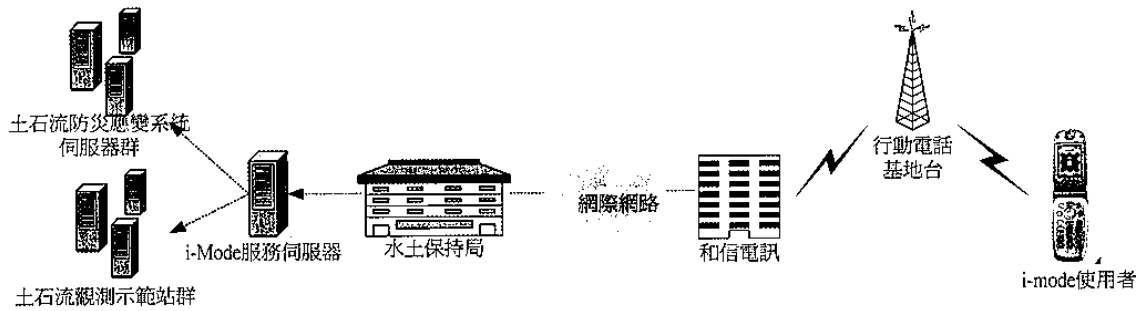 土石流防災應變系統
伺服器群
土石流觀測示範站群
i-Mode服務伺服器
水土保持局
網際網路
和信電訊
行動電話
基地台
i-mode使用者